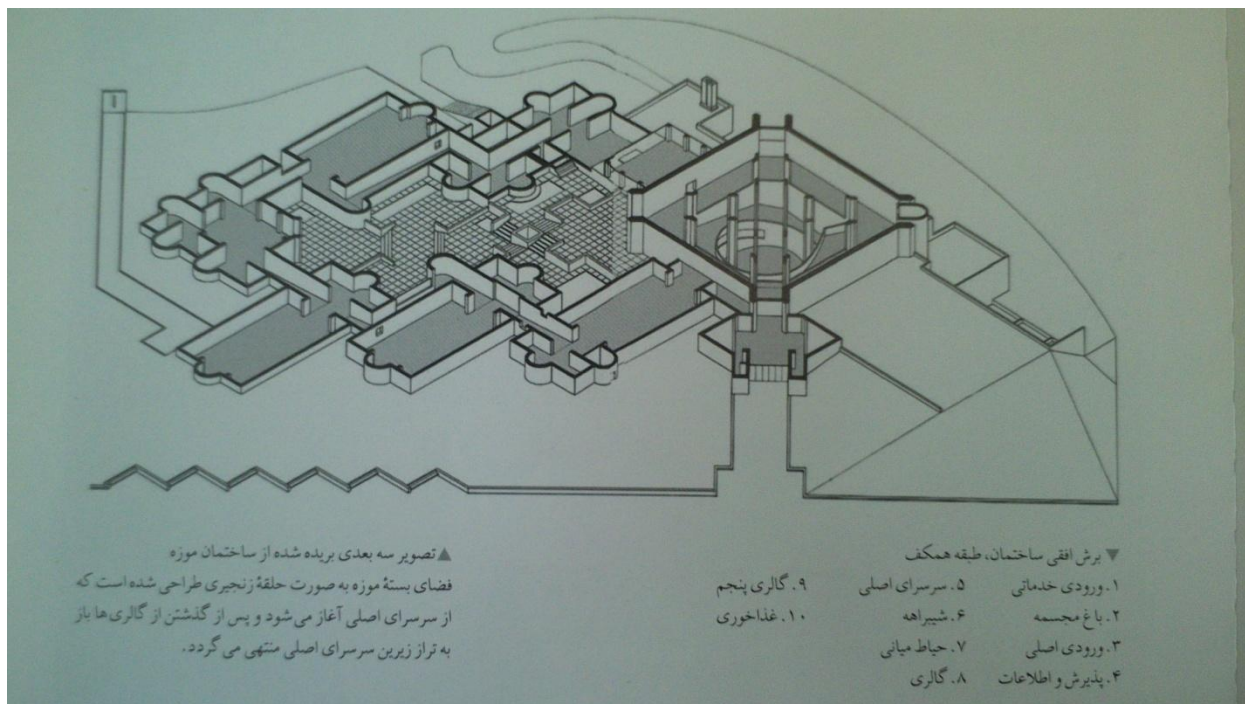 ▼ برش افقی ساختمان، طبقه همکف
۱. ورودی خدماتی
۲. باغ مجسمه
۳. ورودی اصلی
۴. پذیرش و اطلاعات
۵. سرسرای اصلی
۶. شیبراهه
۷. حیاط میانی
۸. گالری
۹. گالری پنجم
۱۰. غذاخوری
▲ تصویر سه بعدی بریده شده از ساختمان موزه
فضای بستهٔ موزه به صورت حلقهٔ زنجیری طراحی شده است که
از سرسرای اصلی آغاز می‌شود و پس از گذشتن از گالری‌ها باز
به تراز زیرین سرسرای اصلی منتهی می گردد.